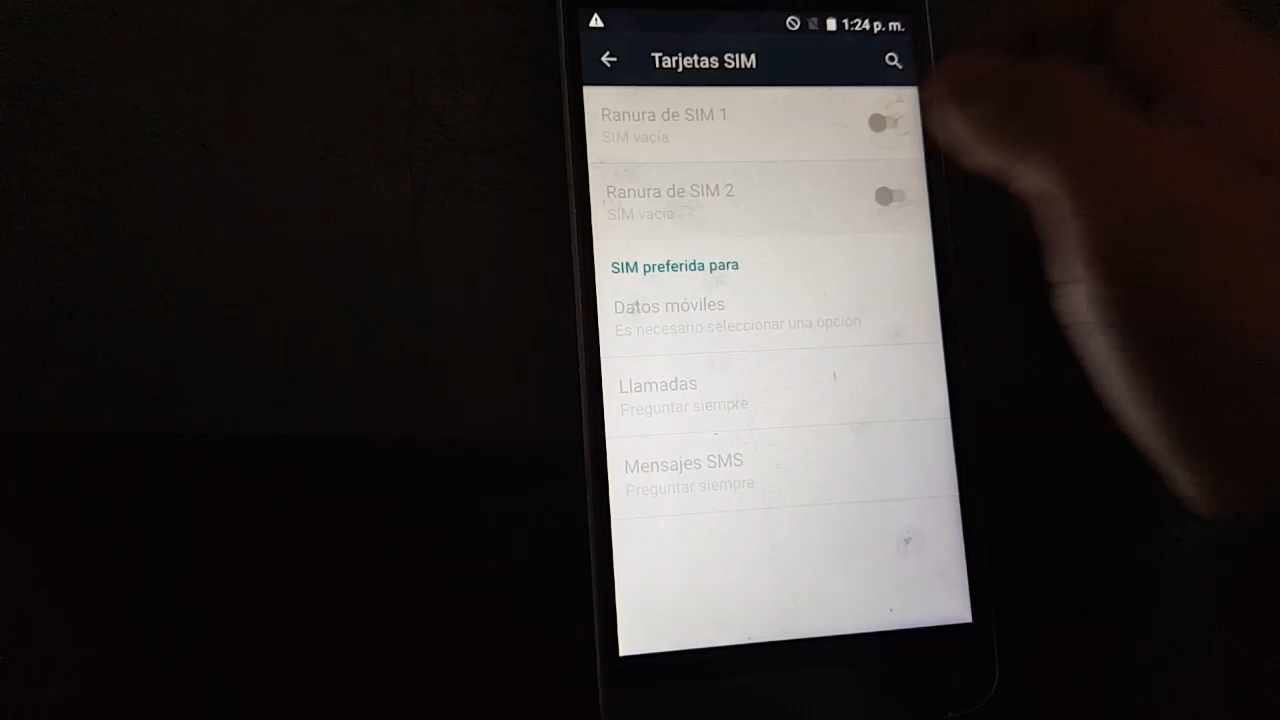 1:24 p. m.
Tarjetas SIM
Ranura de SIM 1
SIM vacía
Ranura de SIM 2
SIM vacía
SIM preferida para
Datos móviles
Es necesario seleccionar una opción
Llamadas
Preguntar siempre
Mensajes SMS
Preguntar siempre